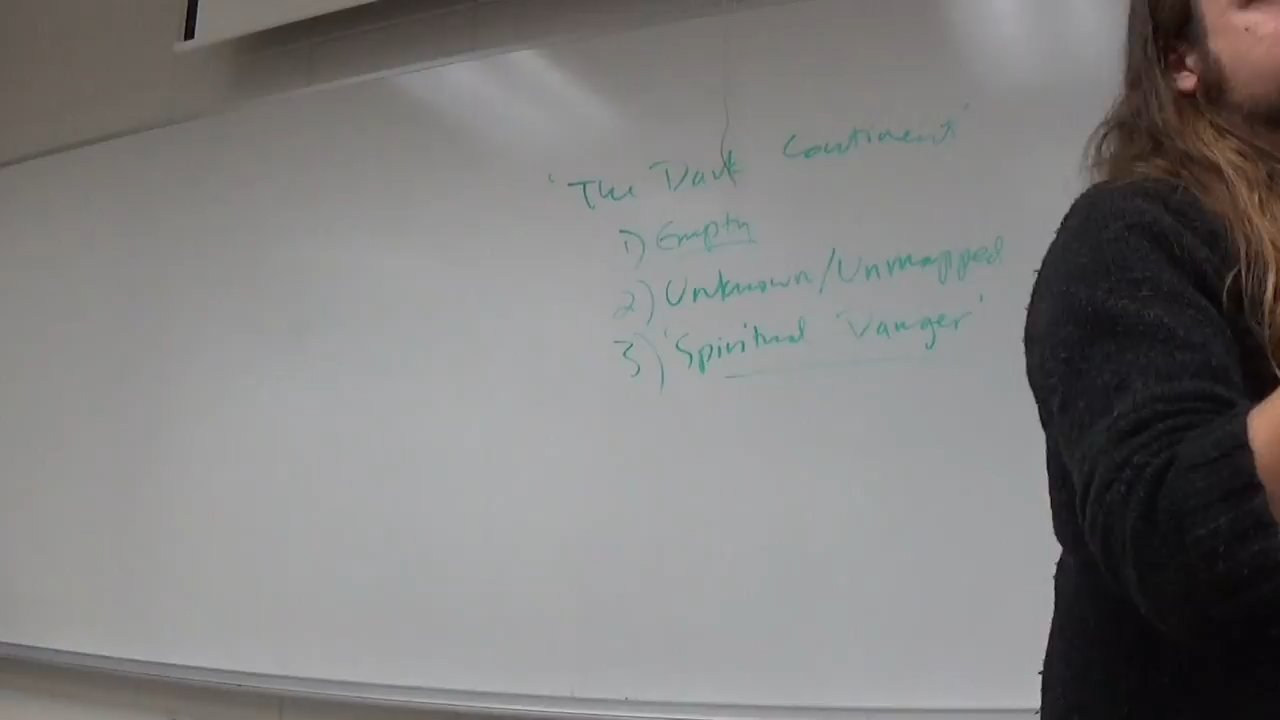 'The Dark Continent'
1) Empty
2) Unknown/Unmapped
3) 'Spiritual Danger'